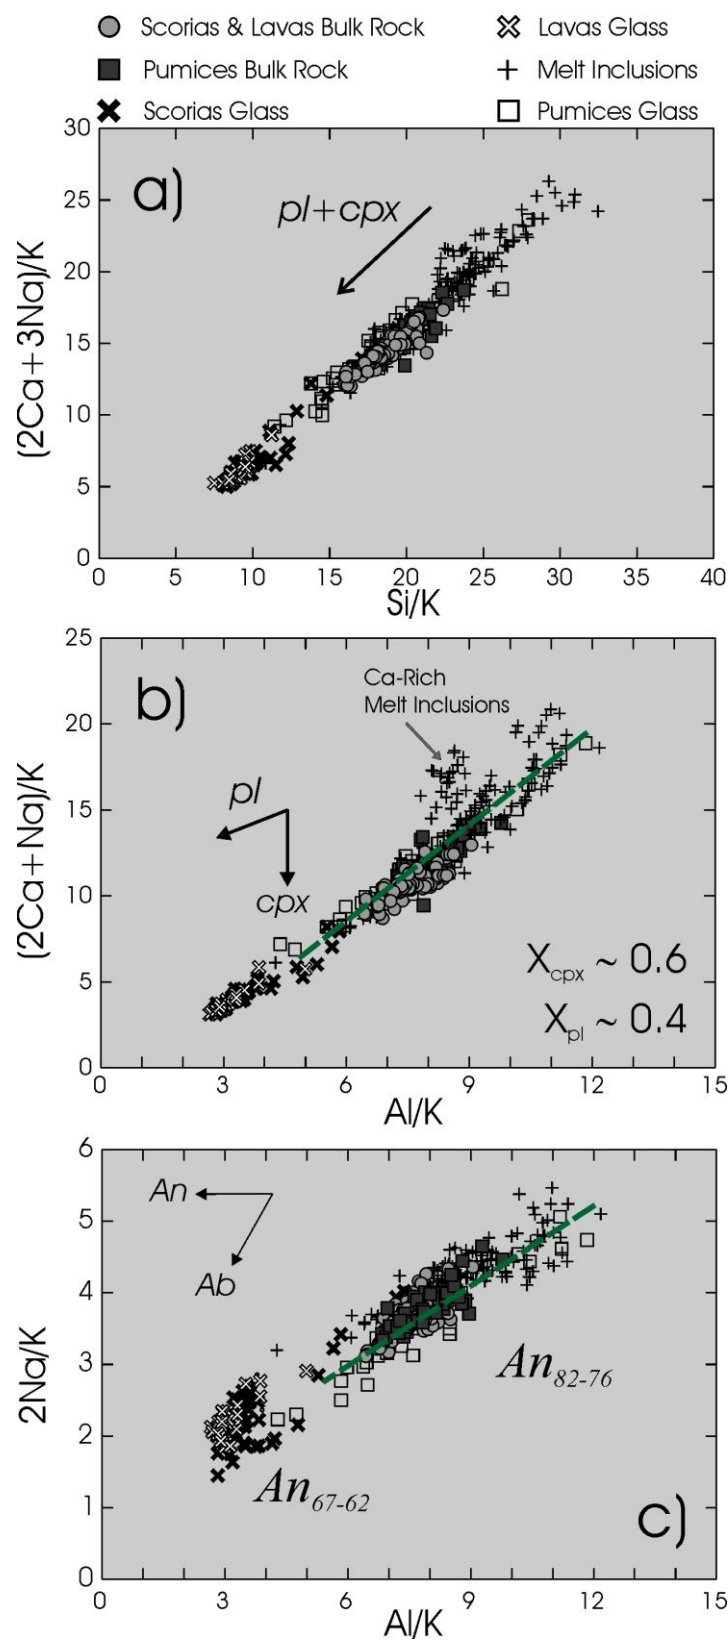 Scorias & Lavas Bulk Rock
Lavas Glass
Pumices Bulk Rock
Melt Inclusions
Scorias Glass
Pumices Glass
30
25
20
15
10
5
0
(2Ca+3Na)/K
a)
pl+cpx
0 5 10 15 20 25 30 35 40
Si/K
25
20
15
10
5
0
(2Ca+Na)/K
b)
Ca-Rich
Melt Inclusions
pl
cpx
X_cpx ~ 0.6
X_pl ~ 0.4
0 3 6 9 12 15
Al/K
6
5
4
3
2
1
0
2Na/K
An
Ab
An_82-76
An_67-62
c)
0 3 6 9 12 15
Al/K